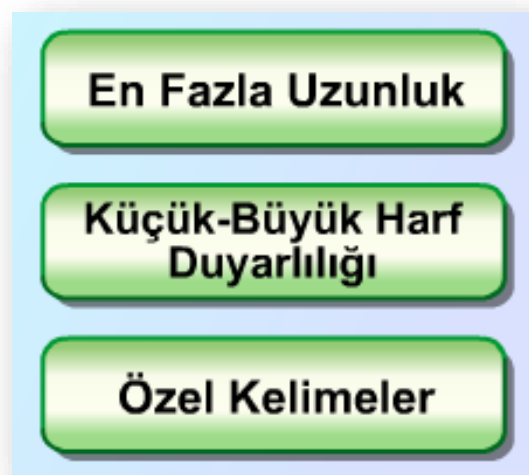 En Fazla Uzunluk
Küçük-Büyük Harf
Duyarlılığı
Özel Kelimeler